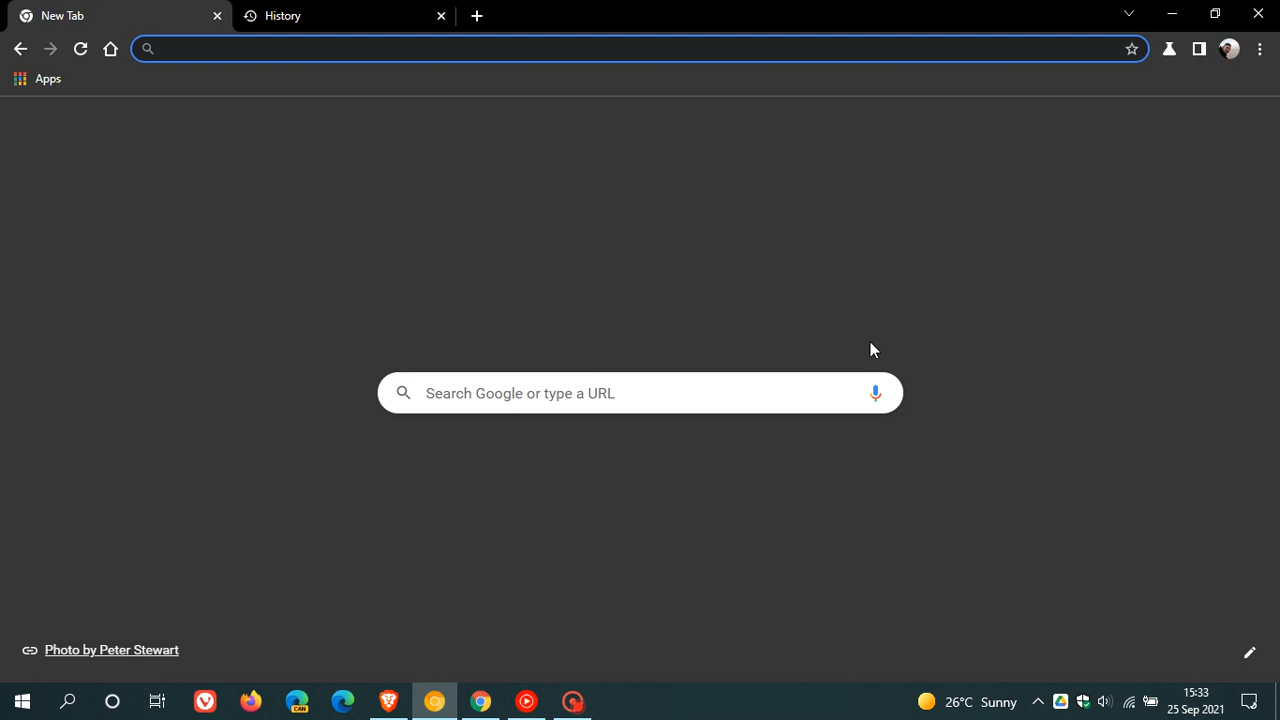 New Tab
History
Apps
Search Google or type a URL
Photo by Peter Stewart
CAN
26°C Sunny
15:33
25 Sep 2021